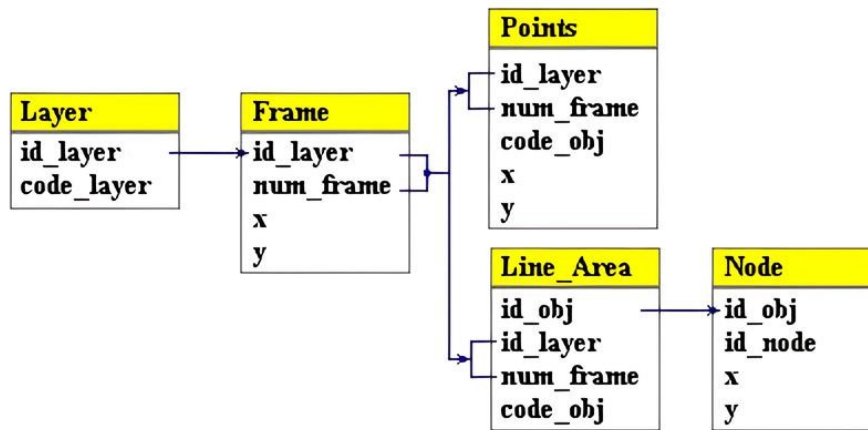 Layer
id_layer
code_layer
Frame
id_layer
num_frame
x
y
Points
id_layer
num_frame
code_obj
x
y
Line_Area
id_obj
id_layer
num_frame
code_obj
Node
id_obj
id_node
x
y